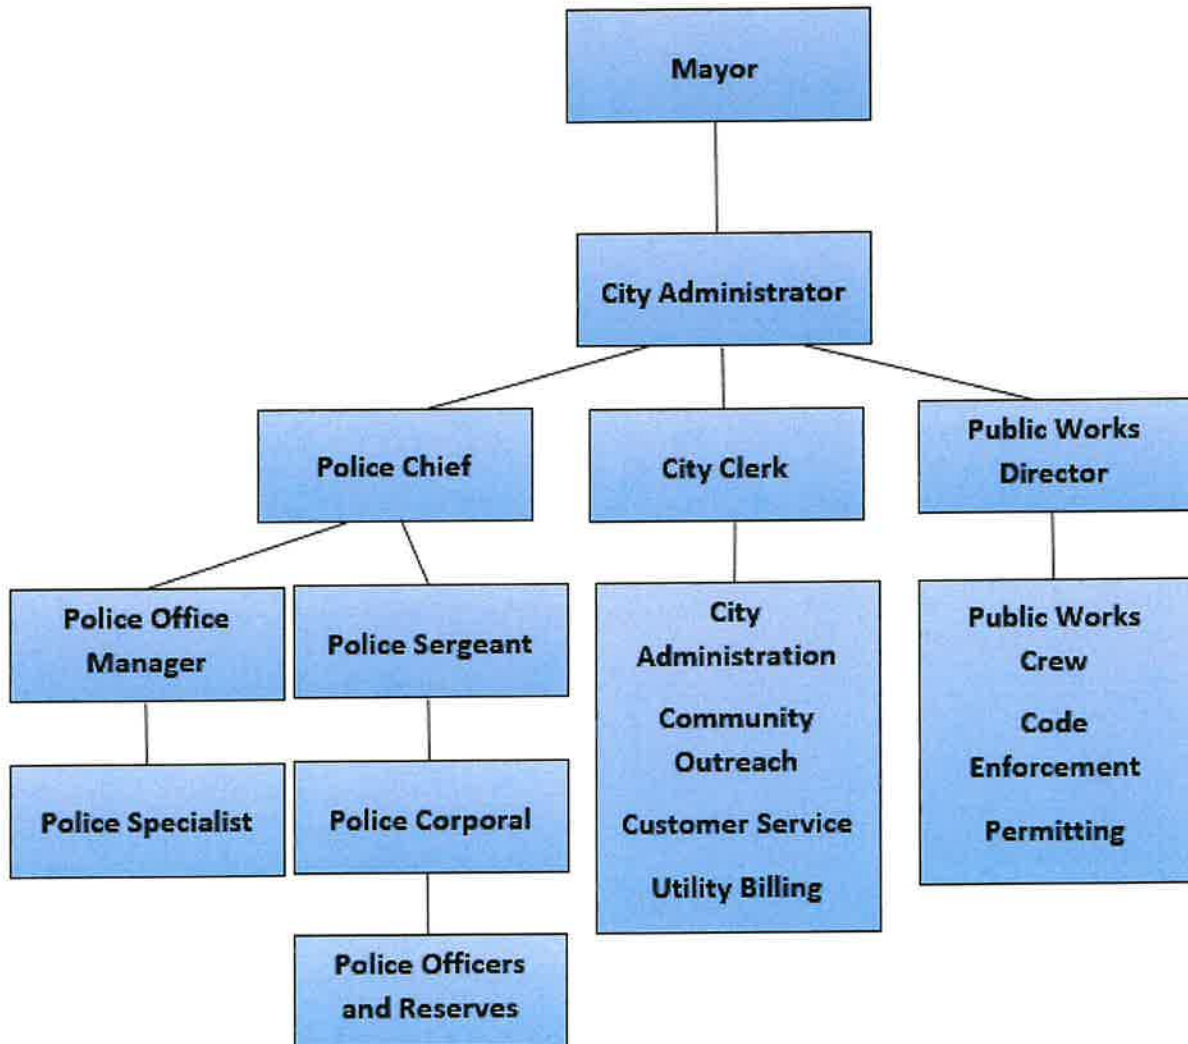 Mayor
City Administrator
Police Chief
City Clerk
Public Works
Director
Police Office
Manager
Police Sergeant
City
Administration
Community
Outreach
Customer Service
Utility Billing
Public Works
Crew
Code
Enforcement
Permitting
Police Specialist
Police Corporal
Police Officers
and Reserves